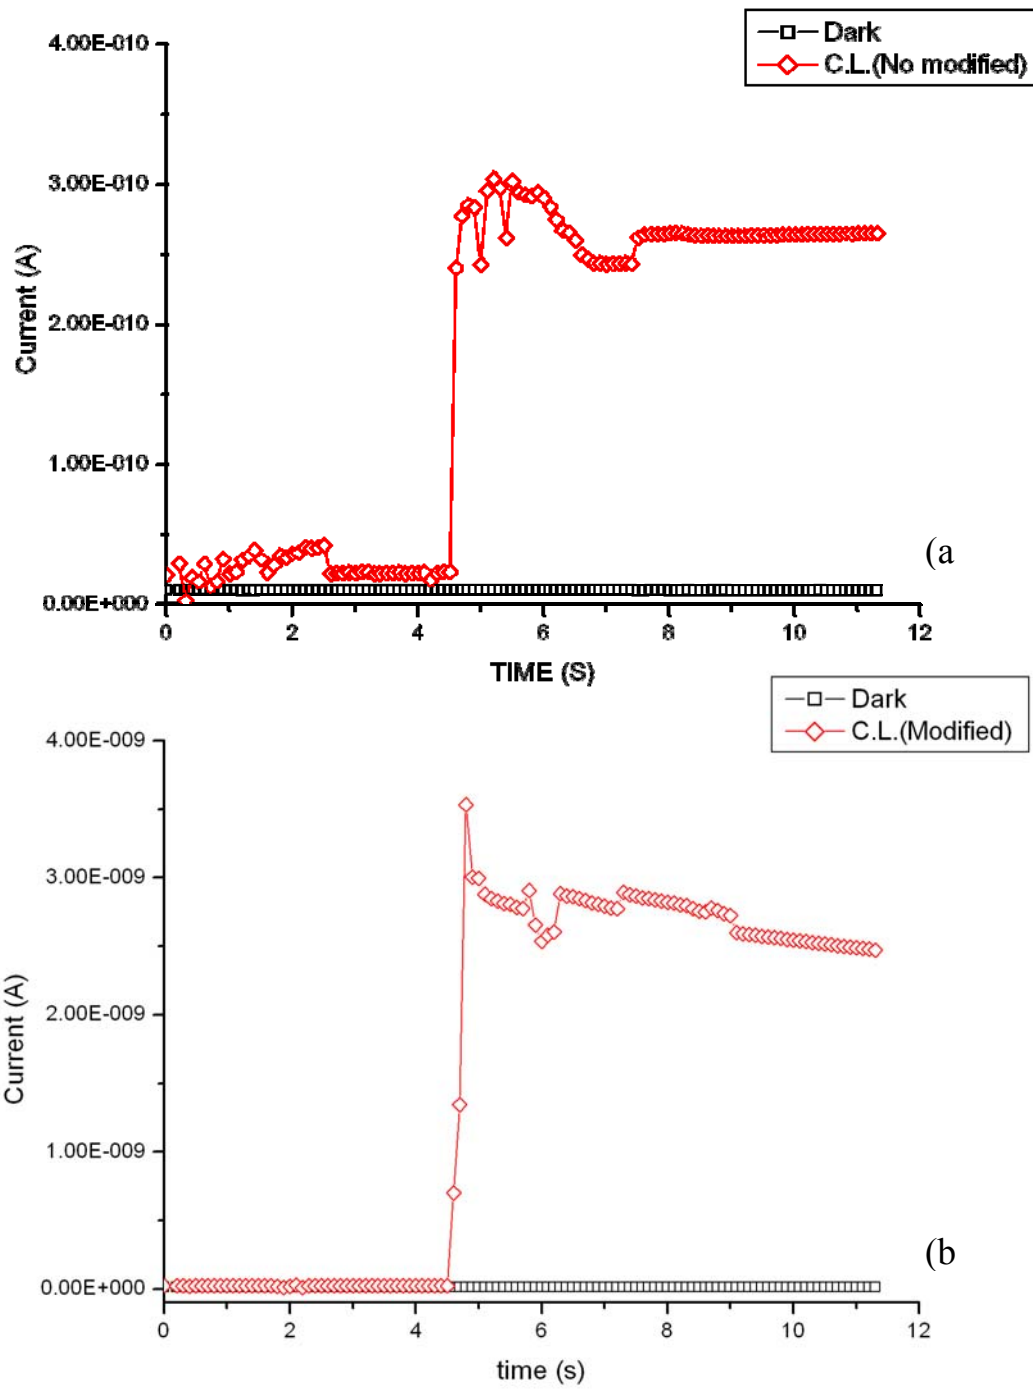 Dark
C.L.(No modified)
4.00E-010
3.00E-010
2.00E-010
1.00E-010
0.00E+000
Current (A)
0 2 4 6 8 10 12
TIME (S)
(a
Dark
C.L.(Modified)
4.00E-009
3.00E-009
2.00E-009
1.00E-009
0.00E+000
Current (A)
0 2 4 6 8 10 12
time (s)
(b